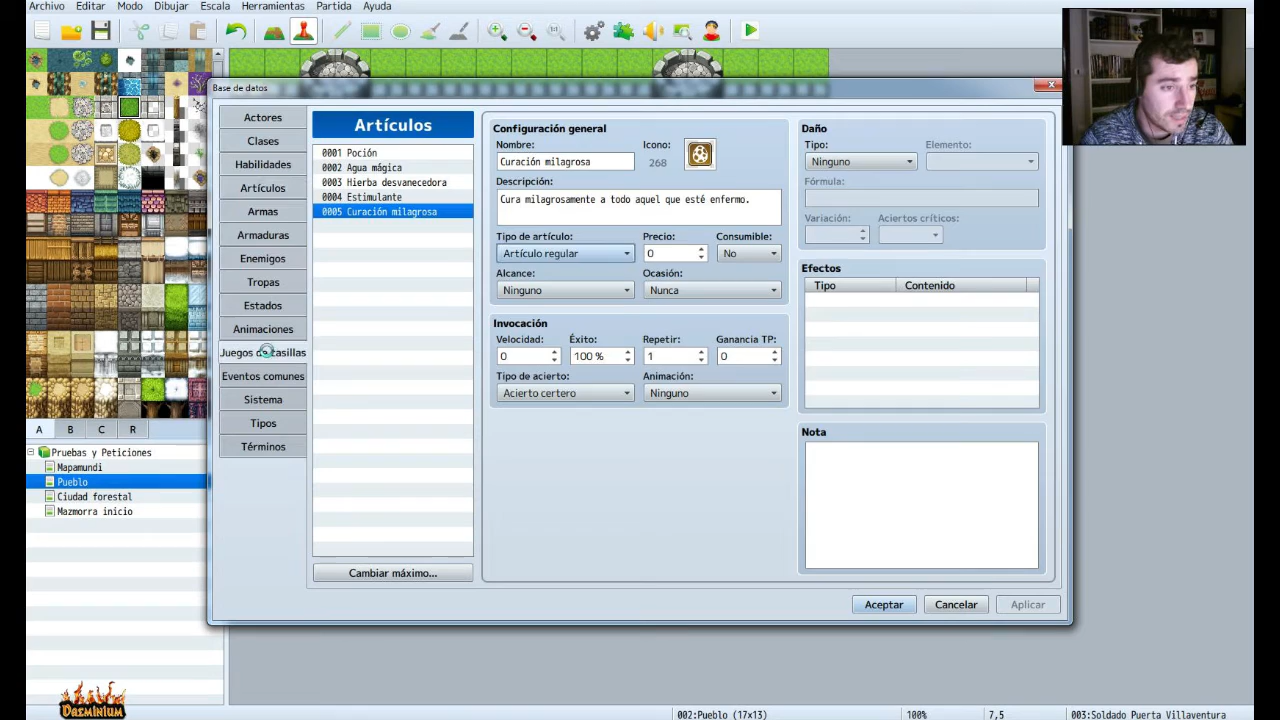 Archivo Editar Modo Dibujar Escala Herramientas Partida Ayuda
Base de datos
Actores
Clases
Habilidades
Artículos
Armas
Armaduras
Enemigos
Tropas
Estados
Animaciones
Juegos de casillas
Eventos comunes
Sistema
Tipos
Términos
Artículos
0001 Poción
0002 Agua mágica
0003 Hierba desvanecedora
0004 Estimulante
0005 Curación milagrosa
Cambiar máximo...
Configuración general
Nombre: Icono:
Curación milagrosa 268
Descripción:
Cura milagrosamente a todo aquel que esté enfermo.
Tipo de artículo: Precio: Consumible:
Artículo regular 0 No
Alcance: Ocasión:
Ninguno Nunca
Invocación
Velocidad: Éxito: Repetir: Ganancia TP:
0 100 % 1 0
Tipo de acierto: Animación:
Acierto certero Ninguno
Daño
Tipo: Elemento:
Ninguno
Fórmula:
Variación: Aciertos críticos:
Efectos
Tipo Contenido
Nota
Aceptar Cancelar Aplicar
A B C R
Pruebas y Peticiones
Mapamundi
Pueblo
Ciudad forestal
Mazmorra inicio
DAEMINIUM
002:Pueblo (17x13) 100% 7,5 003:Soldado Puerta Villaventura